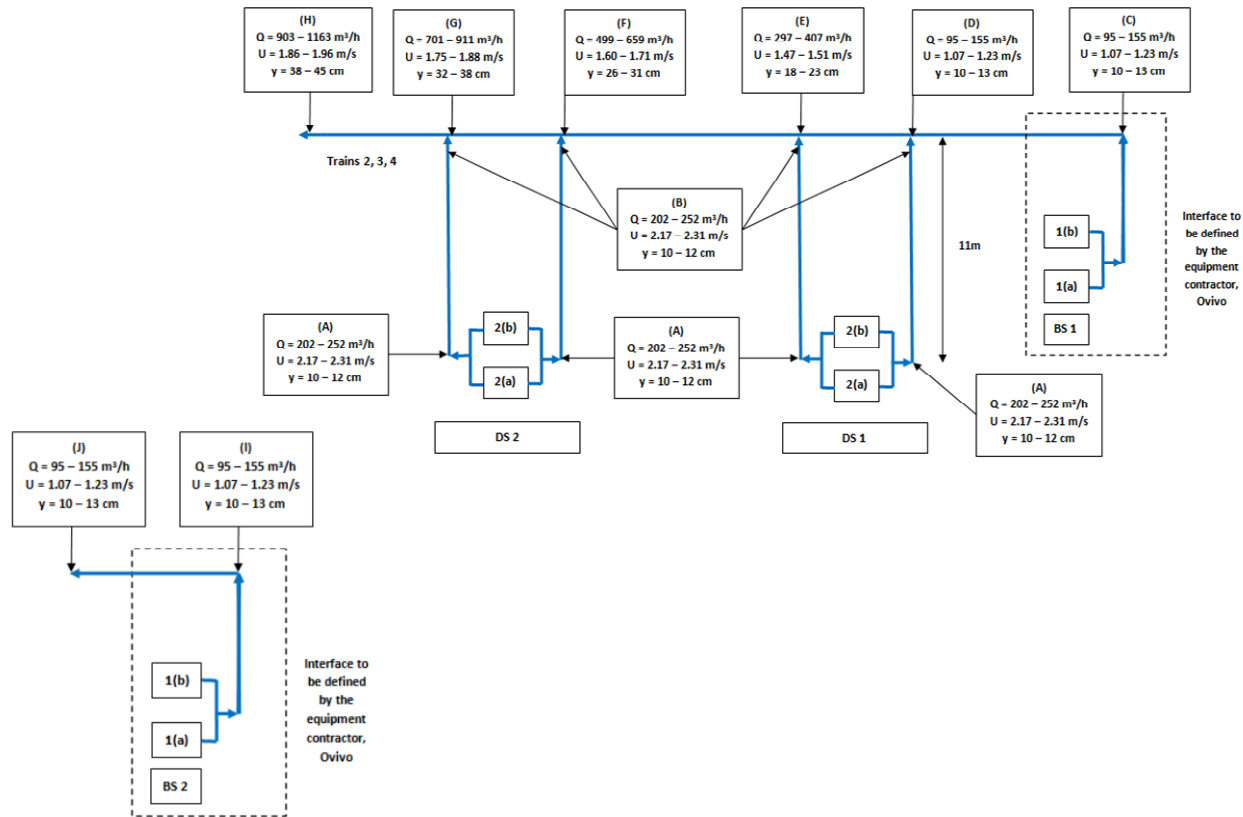 (H)
Q = 903 – 1163 m³/h
U = 1.86 – 1.96 m/s
y = 38 – 45 cm
(G)
Q – 701 – 911 m³/h
U = 1.75 – 1.88 m/s
y = 32 – 38 cm
(F)
Q – 499 – 659 m³/h
U = 1.60 – 1.71 m/s
y = 26 – 31 cm
(E)
Q – 297 – 407 m³/h
U = 1.47 – 1.51 m/s
y = 18 – 23 cm
(D)
Q – 95 – 155 m³/h
U = 1.07 – 1.23 m/s
y = 10 – 13 cm
(C)
Q = 95 – 155 m³/h
U = 1.07 – 1.23 m/s
y = 10 – 13 cm
Trains 2, 3, 4
(B)
Q = 202 – 252 m³/h
U = 2.17 – 2.31 m/s
y = 10 – 12 cm
11m
1(b)
1(a)
BS 1
Interface to
be defined
by the
equipment
contractor,
Ovivo
(A)
Q = 202 – 252 m³/h
U = 2.17 – 2.31 m/s
y = 10 – 12 cm
2(b)
2(a)
DS 2
(A)
Q = 202 – 252 m³/h
U = 2.17 – 2.31 m/s
y = 10 – 12 cm
2(b)
2(a)
DS 1
(A)
Q = 202 – 252 m³/h
U = 2.17 – 2.31 m/s
y = 10 – 12 cm
(J)
Q = 95 – 155 m³/h
U = 1.07 – 1.23 m/s
y = 10 – 13 cm
(I)
Q = 95 – 155 m³/h
U = 1.07 – 1.23 m/s
y = 10 – 13 cm
1(b)
1(a)
BS 2
Interface to
be defined
by the
equipment
contractor,
Ovivo